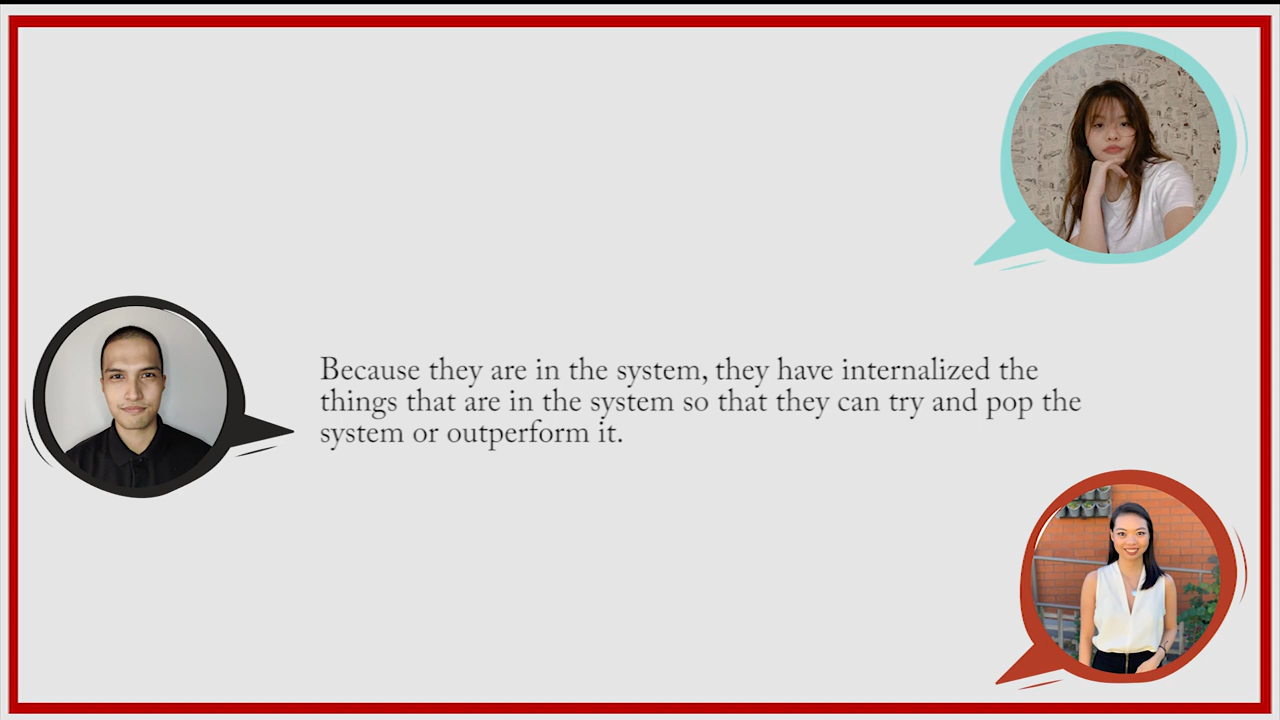 Because they are in the system, they have internalized the
things that are in the system so that they can try and pop the
system or outperform it.